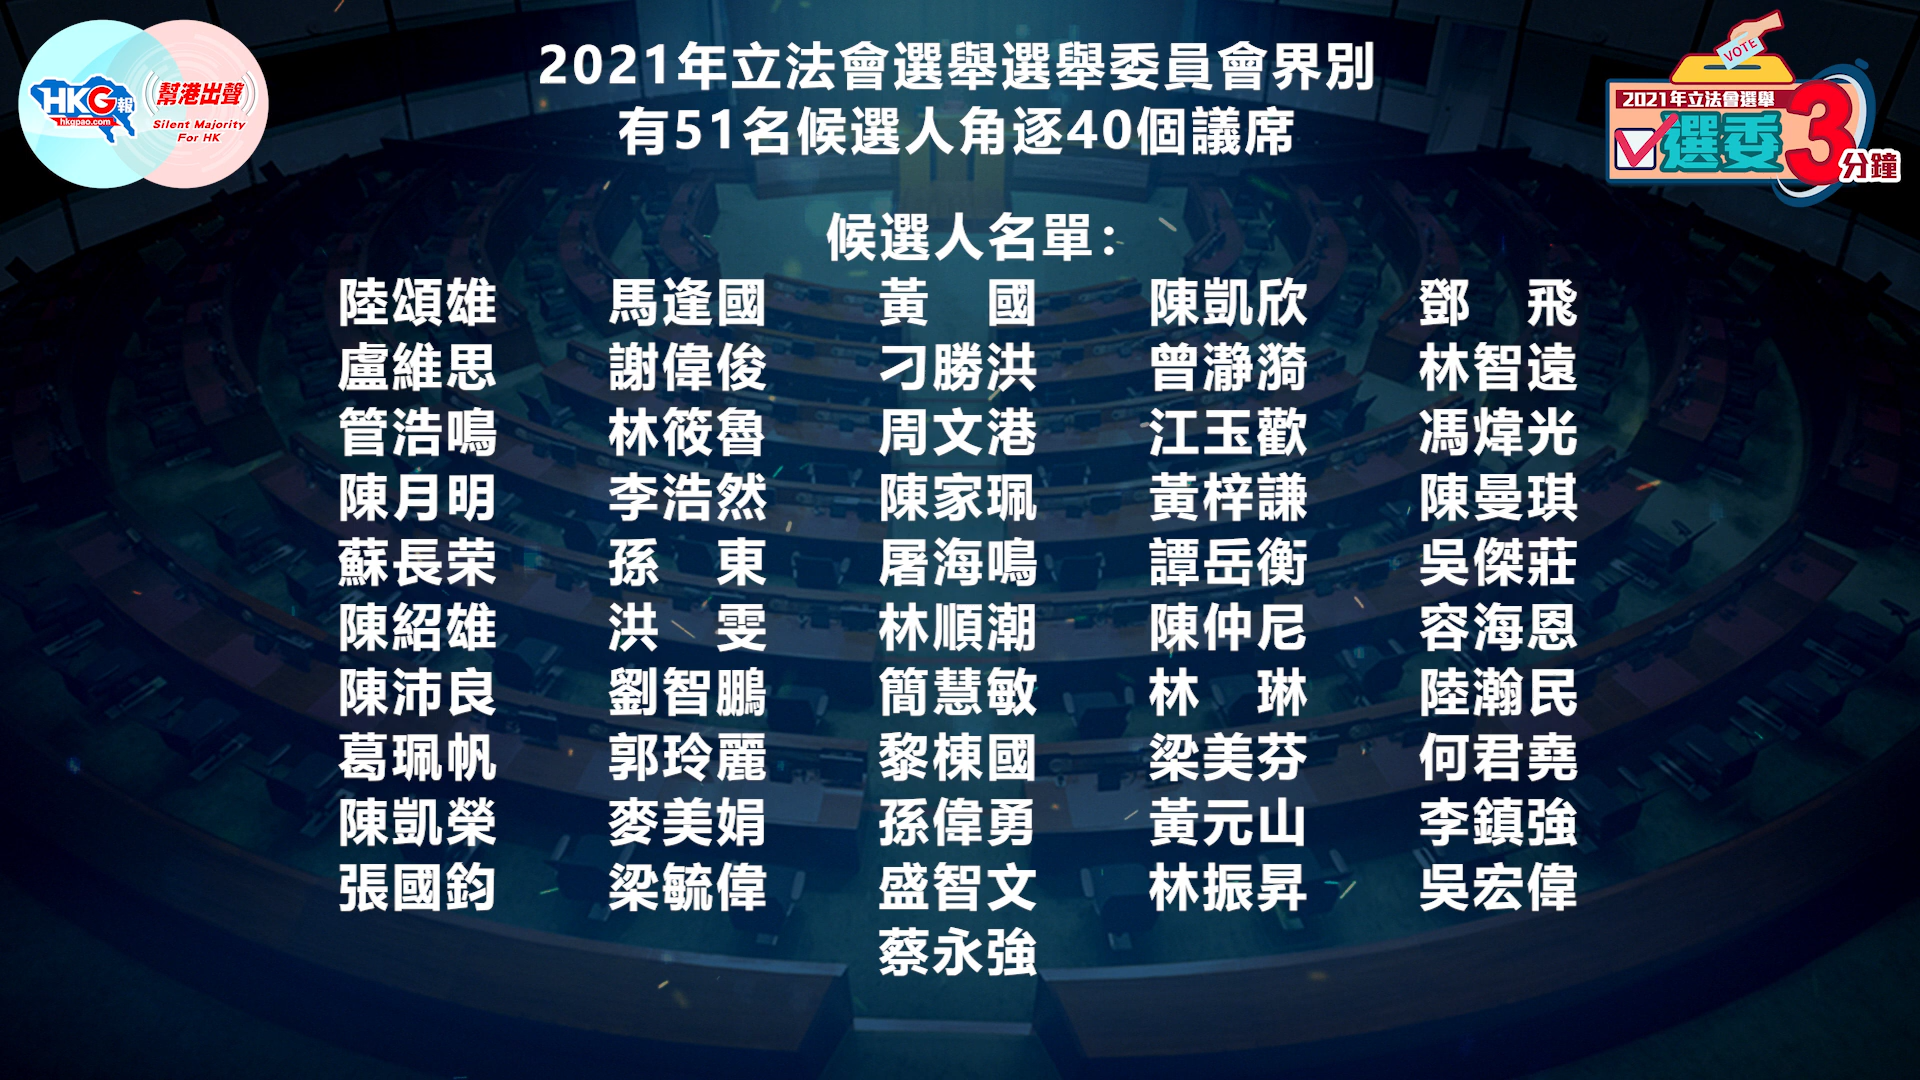 HKG報
hkgpao.com
幫港出聲
Silent Majority
For HK
2021年立法會選舉選舉委員會界別
有51名候選人角逐40個議席
VOTE
2021年立法會選舉
選委3分鐘
候選人名單：
陸頌雄 馬逢國 黃　國 陳凱欣 鄧　飛
盧維思 謝偉俊 刁勝洪 曾瀞漪 林智遠
管浩鳴 林筱魯 周文港 江玉歡 馮煒光
陳月明 李浩然 陳家珮 黃梓謙 陳曼琪
蘇長荣 孫　東 屠海鳴 譚岳衡 吳傑莊
陳紹雄 洪　雯 林順潮 陳仲尼 容海恩
陳沛良 劉智鵬 簡慧敏 林　琳 陸瀚民
葛珮帆 郭玲麗 黎棟國 梁美芬 何君堯
陳凱榮 麥美娟 孫偉勇 黃元山 李鎮強
張國鈞 梁毓偉 盛智文 林振昇 吳宏偉
蔡永強